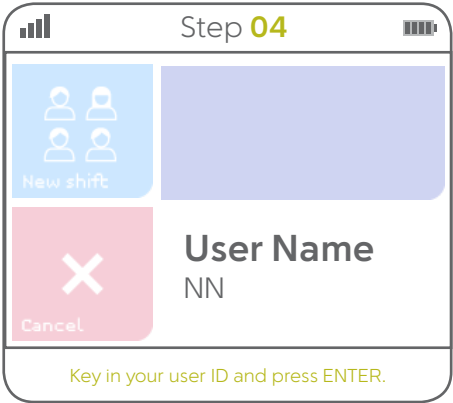 Step 04
New shift
User Name
NN
Cancel
Key in your user ID and press ENTER.